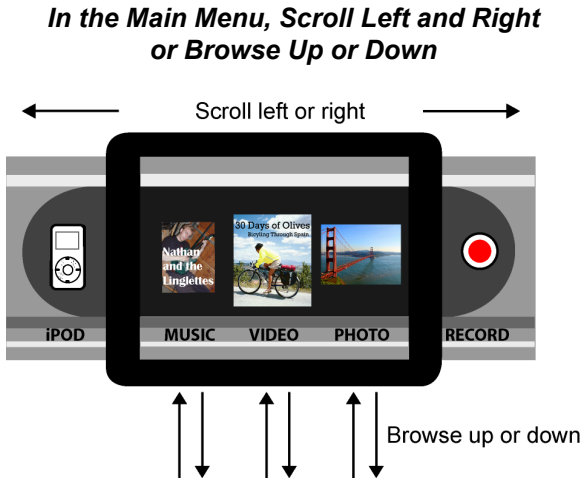 In the Main Menu, Scroll Left and Right
or Browse Up or Down
Scroll left or right
30 Days of Olives
Bicyling Through Spain
Nathan
and the
Linglettes
iPOD
MUSIC
VIDEO
PHOTO
RECORD
Browse up or down